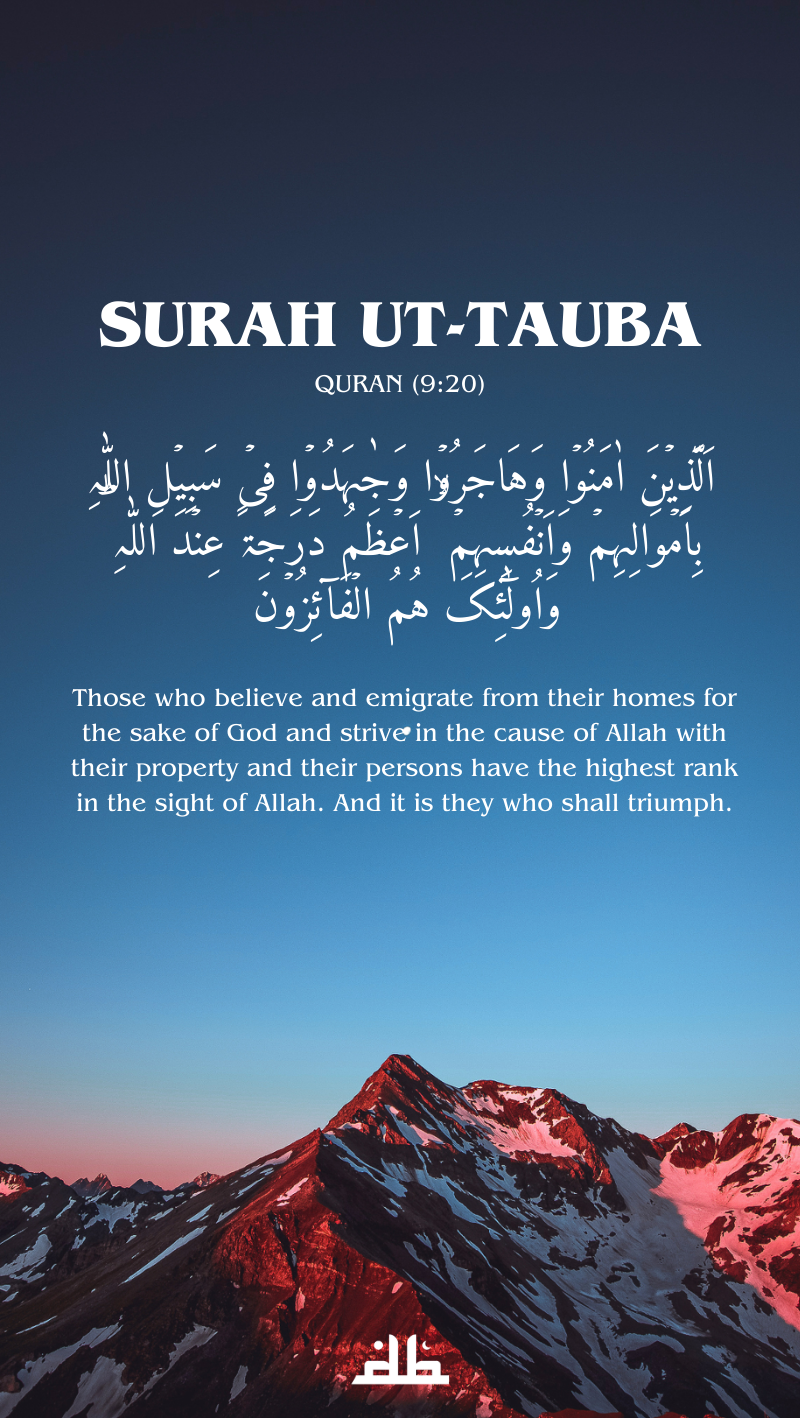 SURAH UT-TAUBA
QURAN (9:20)
اَلَّذِيۡنَ اٰمَنُوۡا وَهَاجَرُوۡا وَجٰهَدُوۡا فِىۡ سَبِيۡلِ اللّٰهِ
بِاَمۡوَالِهِمۡ وَاَنۡفُسِهِمۡ اَعۡظَمُ دَرَجَةً عِنۡدَ اللّٰهِ‌
وَاُولٰٓئِكَ هُمُ الۡفَآئِزُوۡنَ
Those who believe and emigrate from their homes for
the sake of God and strive in the cause of Allah with
their property and their persons have the highest rank
in the sight of Allah. And it is they who shall triumph.